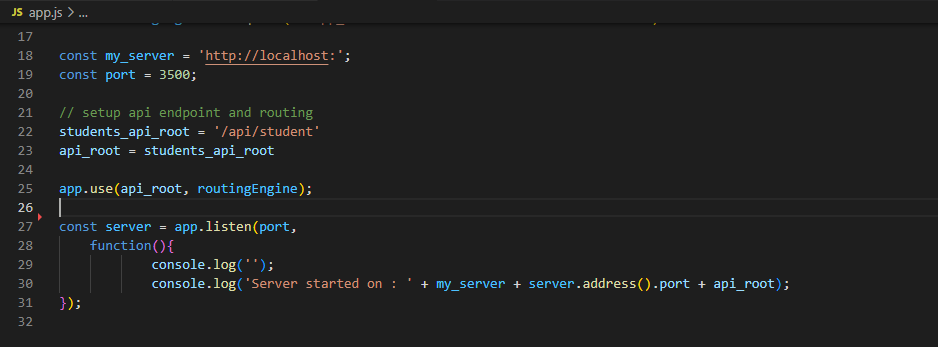 JS app.js > ...
17
18 const my_server = 'http://localhost:';
19 const port = 3500;
20
21 // setup api endpoint and routing
22 students_api_root = '/api/student'
23 api_root = students_api_root
24
25 app.use(api_root, routingEngine);
26
27 const server = app.listen(port,
28     function(){
29             console.log('');
30             console.log('Server started on : ' + my_server + server.address().port + api_root);
31 });
32